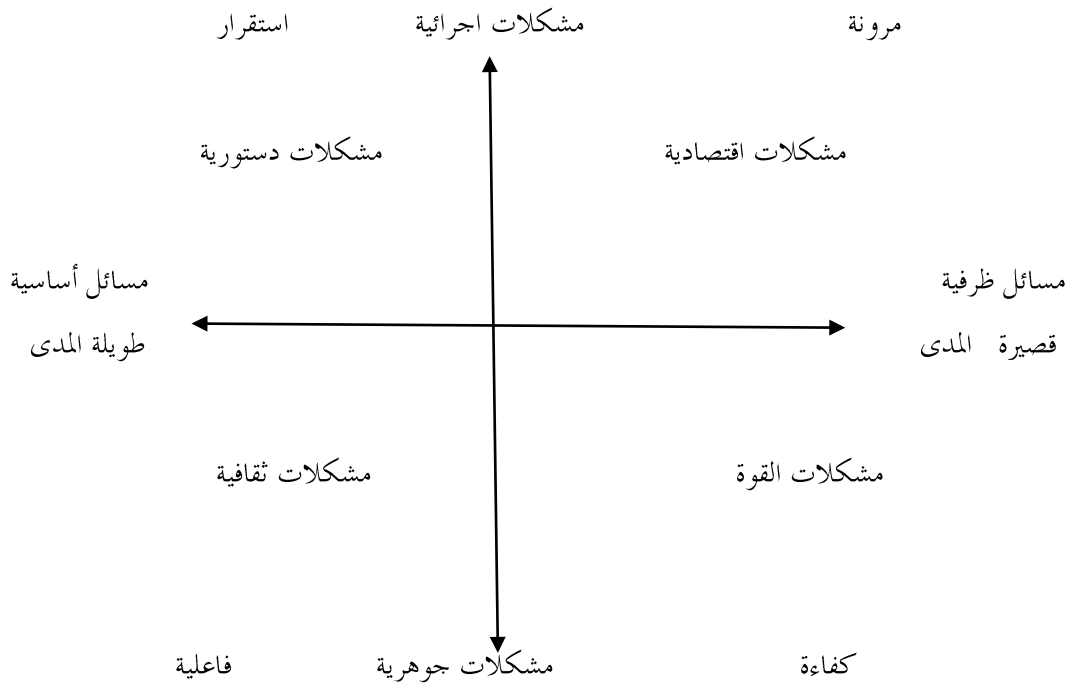 مرونة
مشكلات اجرائية
استقرار
مشكلات اقتصادية
مشكلات دستورية
مسائل ظرفية
مسائل أساسية
قصيرة المدى
طويلة المدى
مشكلات القوة
مشكلات ثقافية
كفاءة
مشكلات جوهرية
فاعلية